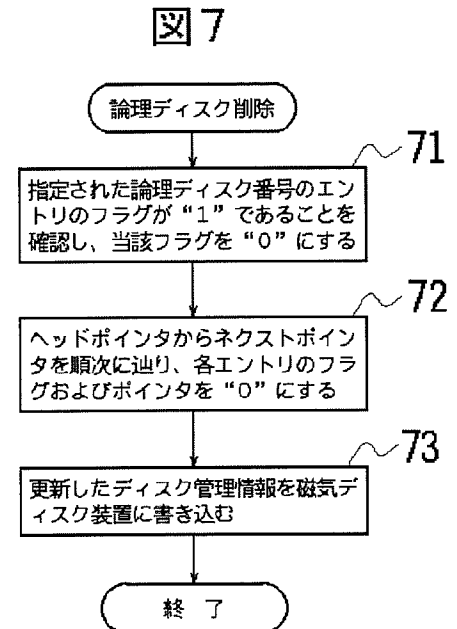 図7
論理ディスク削除
71
指定された論理ディスク番号のエン
トリのフラグが“1”であることを
確認し、当該フラグを“0”にする
72
ヘッドポインタからネクストポイン
タを順次に辿り、各エントリのフラ
グおよびポインタを“0”にする
73
更新したディスク管理情報を磁気デ
ィスク装置に書き込む
終 了